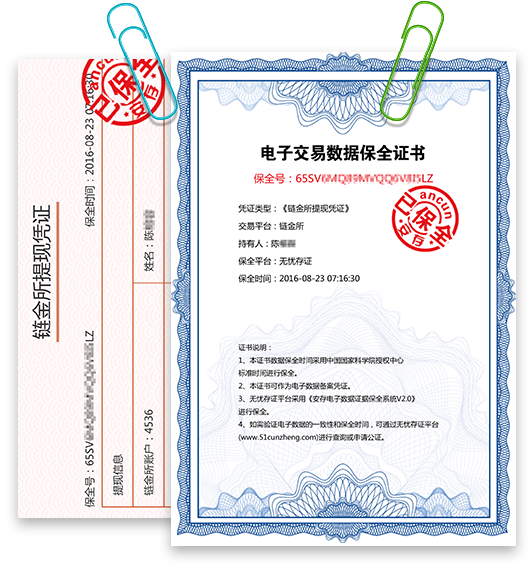 电子交易数据保全证书
保全号：65SV LZ
凭证类型：《链金所提现凭证》
交易平台：链金所
持有人：陈
保全平台：无忧存证
保全时间：2016-08-23 07:16:30
ancun
已保全
证书说明：
1、本证书数据保全时间采用中国国家科学院授权中心
标准时间进行保全。
2、本证书可作为电子数据备案凭证。
3、无忧存证平台采用《安存电子数据证据保全系统V2.0》
进行保全。
4、如需验证电子数据的一致性和保全时间，可通过无忧存证平台
(www.51cunzheng.com)进行查询或申请公证。
链金所提现凭证
保全号：65SV LZ
保全时间：2016-08-23 07:16:30
ancun
已保全
提现信息
链金所账户：4536
姓名：陈